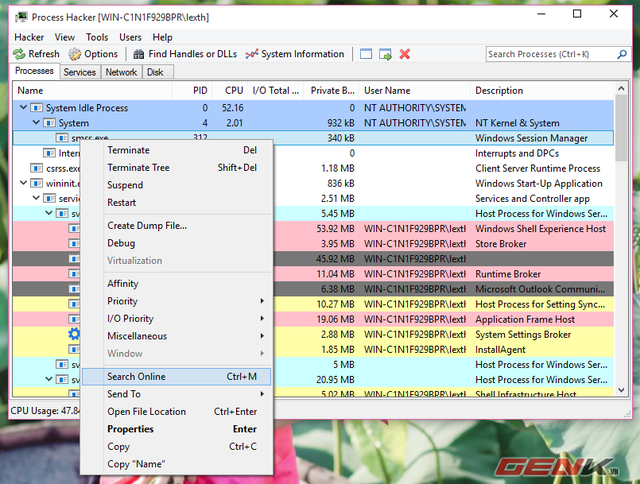 Process Hacker [WIN-C1N1F929BPR\lexth]
Hacker View Tools Users Help
Refresh Options Find Handles or DLLs System Information Search Processes (Ctrl+K)
Processes Services Network Disk
Name PID CPU I/O Total ... Private B... User Name Description
System Idle Process 0 52.16 0 NT AUTHORITY\SYSTEM
System 4 2.01 932 kB NT AUTHORITY\SYSTEM NT Kernel & System
smss.exe 312 340 kB Windows Session Manager
Interr 0 Interrupts and DPCs
csrss.exe 1.18 MB Client Server Runtime Process
wininit.e 836 kB Windows Start-Up Application
service 2.51 MB Services and Controller app
sv 5.45 MB Host Process for Windows Ser...
53.92 MB WIN-C1N1F929BPR\lexth Windows Shell Experience Host
3.95 MB WIN-C1N1F929BPR\lexth Store Broker
45.92 MB WIN-C1N1F929BPR\lexth
11.04 MB WIN-C1N1F929BPR\lexth Runtime Broker
6.38 MB WIN-C1N1F929BPR\lexth Microsoft Outlook Communi...
10.27 MB WIN-C1N1F929BPR\lexth Host Process for Setting Sync...
19.06 MB WIN-C1N1F929BPR\lexth Application Frame Host
2.88 MB WIN-C1N1F929BPR\lexth System Settings Broker
1.85 MB WIN-C1N1F929BPR\lexth InstallAgent
sv 5 MB Host Process for Windows Ser...
sv 20.95 MB Host Process for Windows Ser...
5.02 MB WIN-C1N1F929BPR\lexth Shell Infrastructure Host
CPU Usage: 47.84
Terminate Del
Terminate Tree Shift+Del
Suspend
Restart
Create Dump File...
Debug
Virtualization
Affinity
Priority
I/O Priority
Miscellaneous
Window
Search Online Ctrl+M
Send To
Open File Location Ctrl+Enter
Properties Enter
Copy Ctrl+C
Copy "Name"
GENK.VN